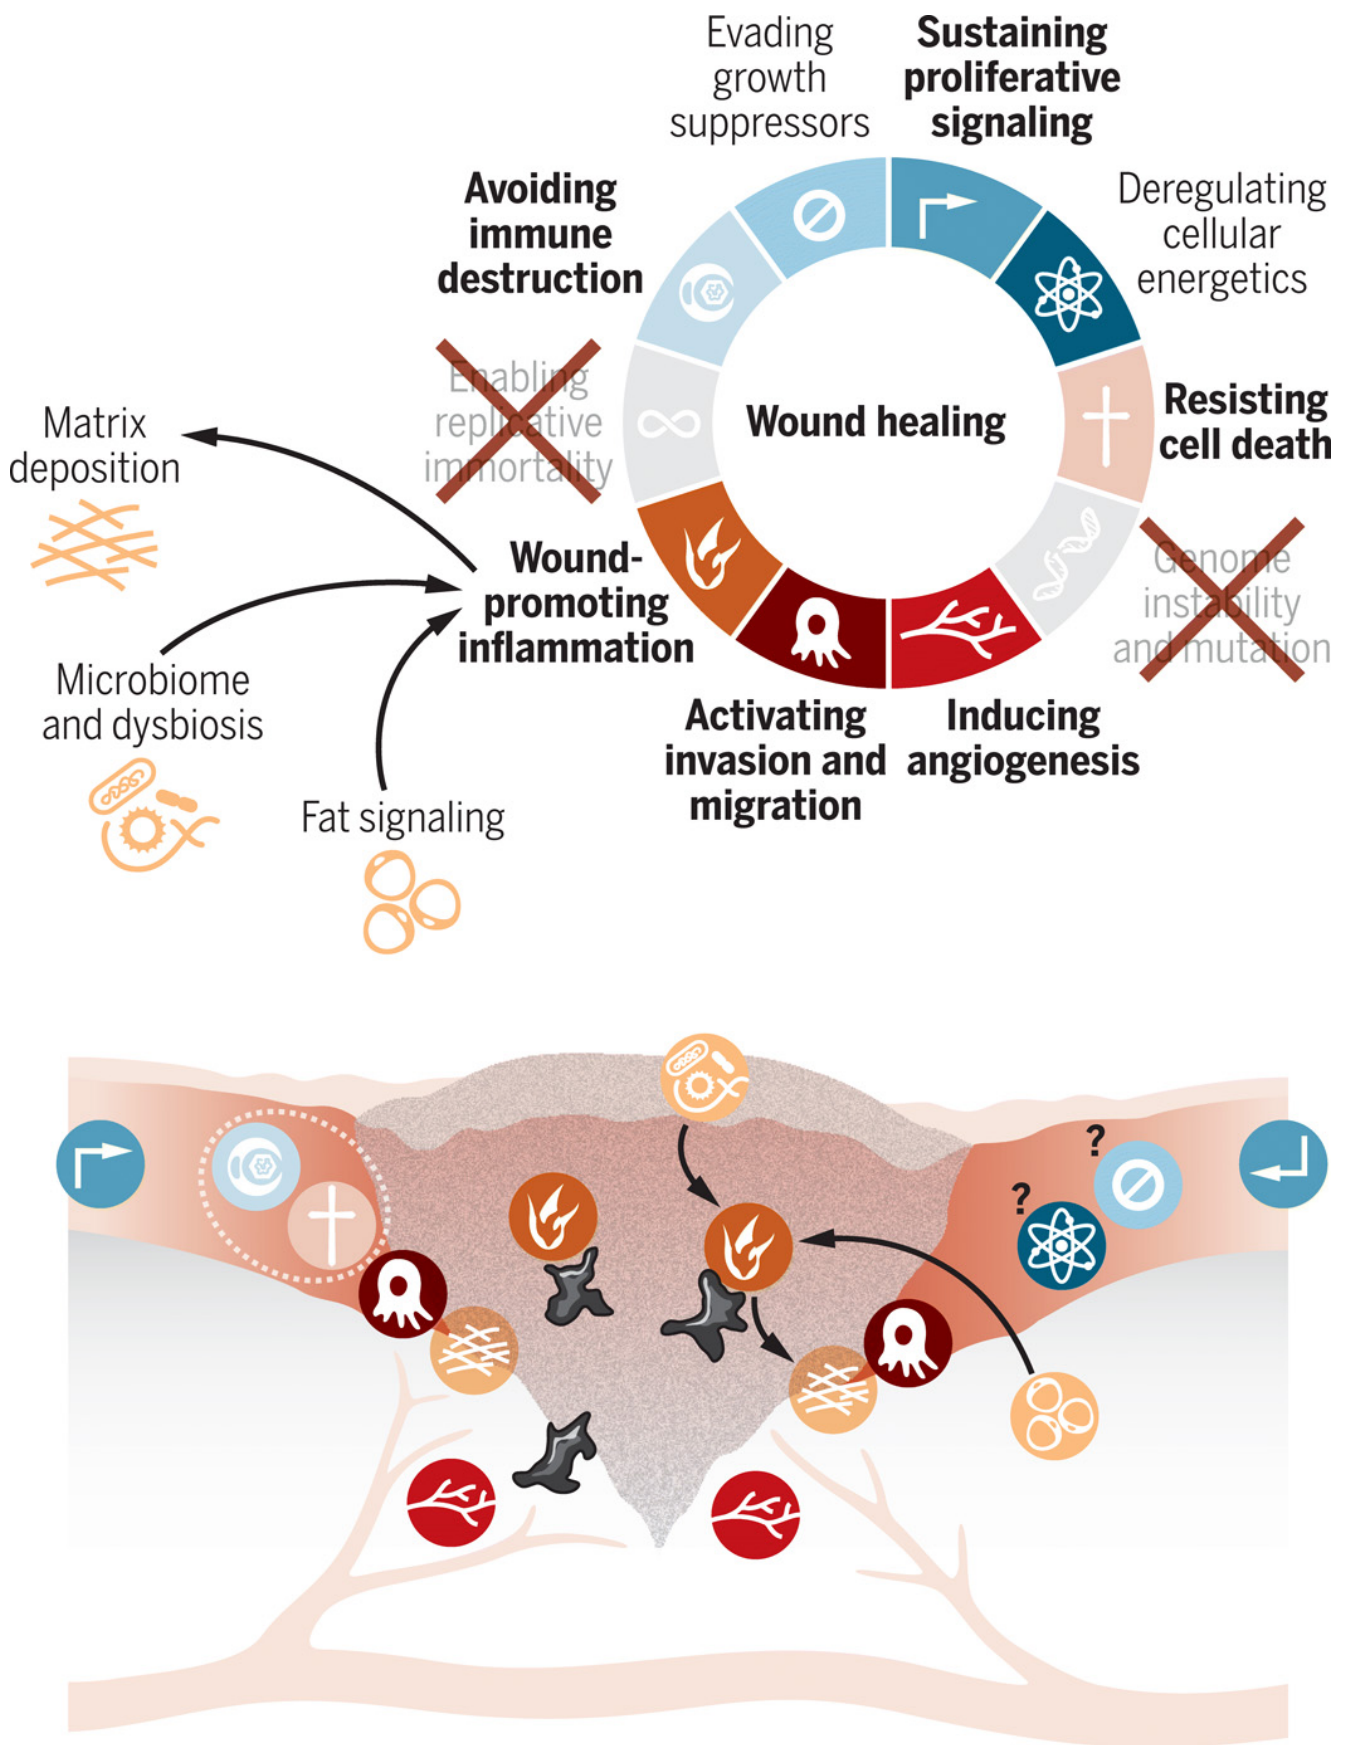 Evading
growth
suppressors
Sustaining
proliferative
signaling
Avoiding
immune
destruction
Deregulating
cellular
energetics
Enabling
replicative
immortality
Wound healing
Resisting
cell death
Matrix
deposition
Wound-
promoting
inflammation
Genome
instability
and mutation
Microbiome
and dysbiosis
Activating
invasion and
migration
Inducing
angiogenesis
Fat signaling
?
?